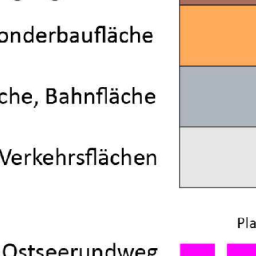 onderbaufläche
che, Bahnfläche
Verkehrsflächen
Pla
Ostseerundweg